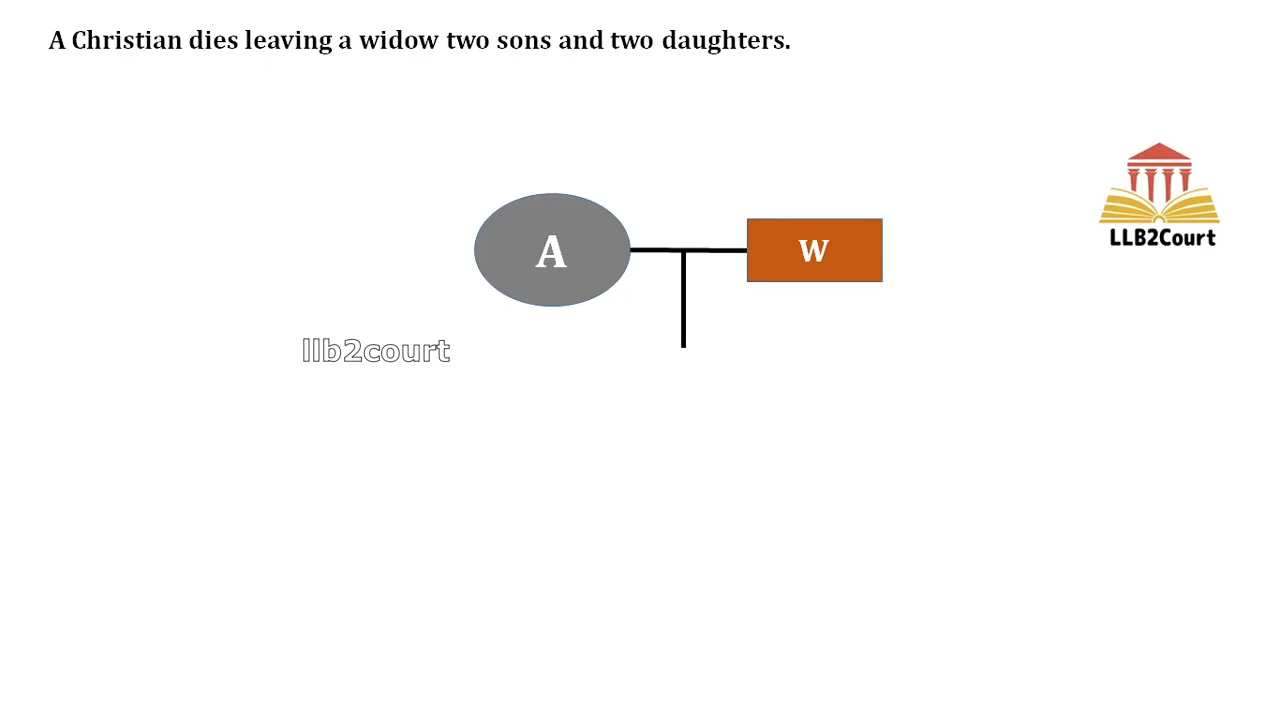 A Christian dies leaving a widow two sons and two daughters.
A
W
LLB2Court
llb2court